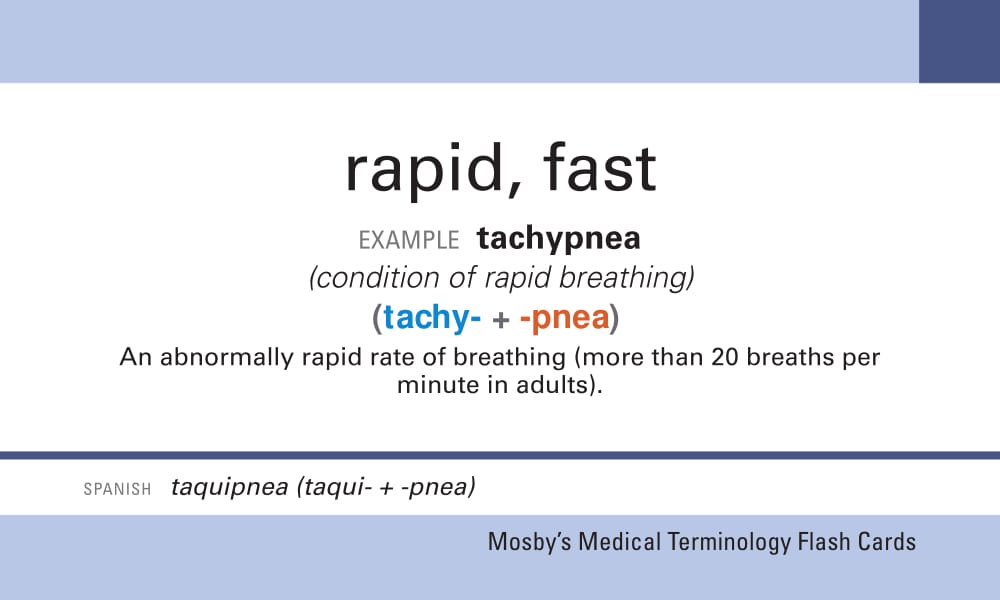 rapid, fast
EXAMPLE tachypnea
(condition of rapid breathing)
(tachy- + -pnea)
An abnormally rapid rate of breathing (more than 20 breaths per
minute in adults).
SPANISH taquipnea (taqui- + -pnea)
Mosby’s Medical Terminology Flash Cards